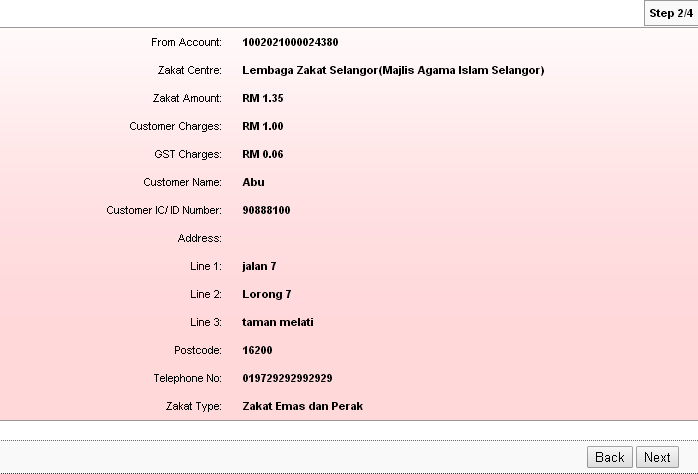 Step 2/4
From Account: 1002021000024380
Zakat Centre: Lembaga Zakat Selangor(Majlis Agama Islam Selangor)
Zakat Amount: RM 1.35
Customer Charges: RM 1.00
GST Charges: RM 0.06
Customer Name: Abu
Customer IC/ID Number: 90888100
Address:
Line 1: jalan 7
Line 2: Lorong 7
Line 3: taman melati
Postcode: 16200
Telephone No: 019729292992929
Zakat Type: Zakat Emas dan Perak
Back Next